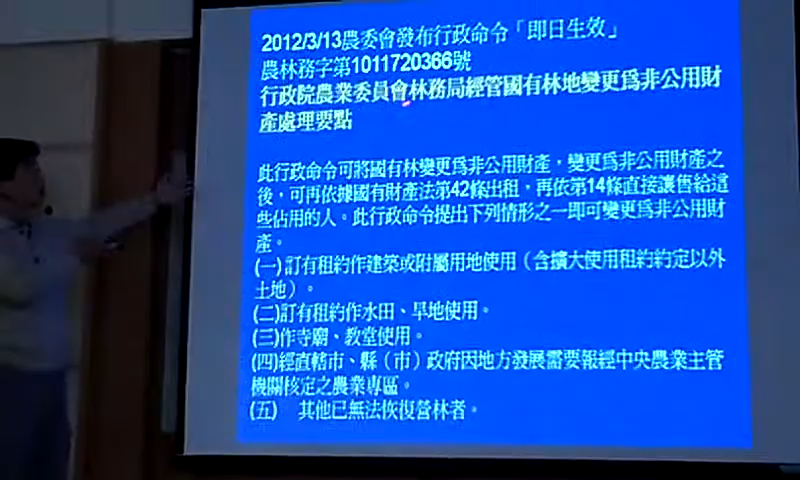 2012/3/13農委會發布行政命令「即日生效」
農林務字第1011720366號
行政院農業委員會林務局經管國有林地變更爲非公用財
產處理要點
此行政命令可將國有林變更爲非公用財產，變更爲非公用財產之
後，可再依據國有財產法第42條出租，再依第14條直接讓售給這
些佔用的人。此行政命令提出下列情形之一即可變更爲非公用財
產。
(一)訂有租約作建築或附屬用地使用（含擴大使用租約約定以外
土地）。
(二)訂有租約作水田、旱地使用。
(三)作寺廟、教堂使用。
(四)經直轄市、縣（市）政府因地方發展需要報經中央農業主管
機關核定之農業專區。
(五)　其他已無法恢復營林者。